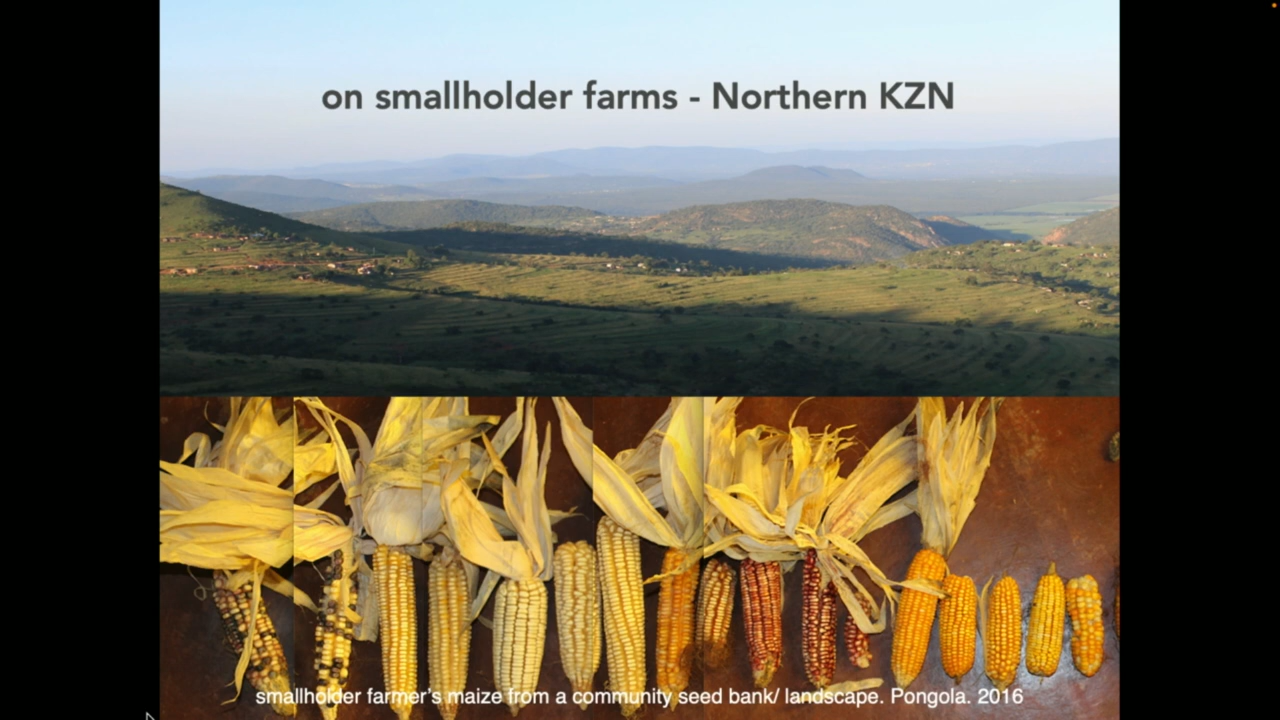 on smallholder farms - Northern KZN
smallholder farmer's maize from a community seed bank/ landscape. Pongola. 2016